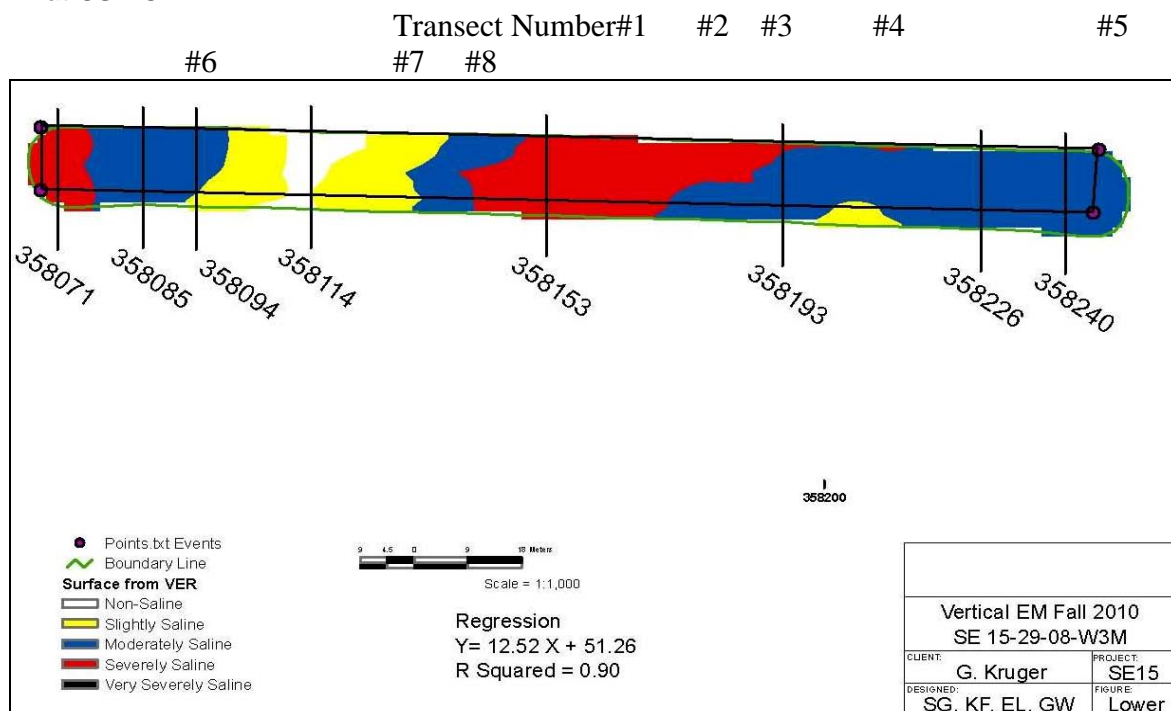 Transect Number#1 #2 #3 #4 #5
#6 #7 #8
358071
358085
358094
358114
358153
358193
358226
358240
358200
Points.txt Events
Boundary Line
Surface from VER
Non-Saline
Slightly Saline
Moderately Saline
Severely Saline
Very Severely Saline
9 4.5 0 9 18 Meters
Scale = 1:1,000
Regression
Y= 12.52 X + 51.26
R Squared = 0.90
Vertical EM Fall 2010
SE 15-29-08-W3M
CLIENT: PROJECT:
G. Kruger SE15
DESIGNED: FIGURE:
SG, KF, EL, GW Lower